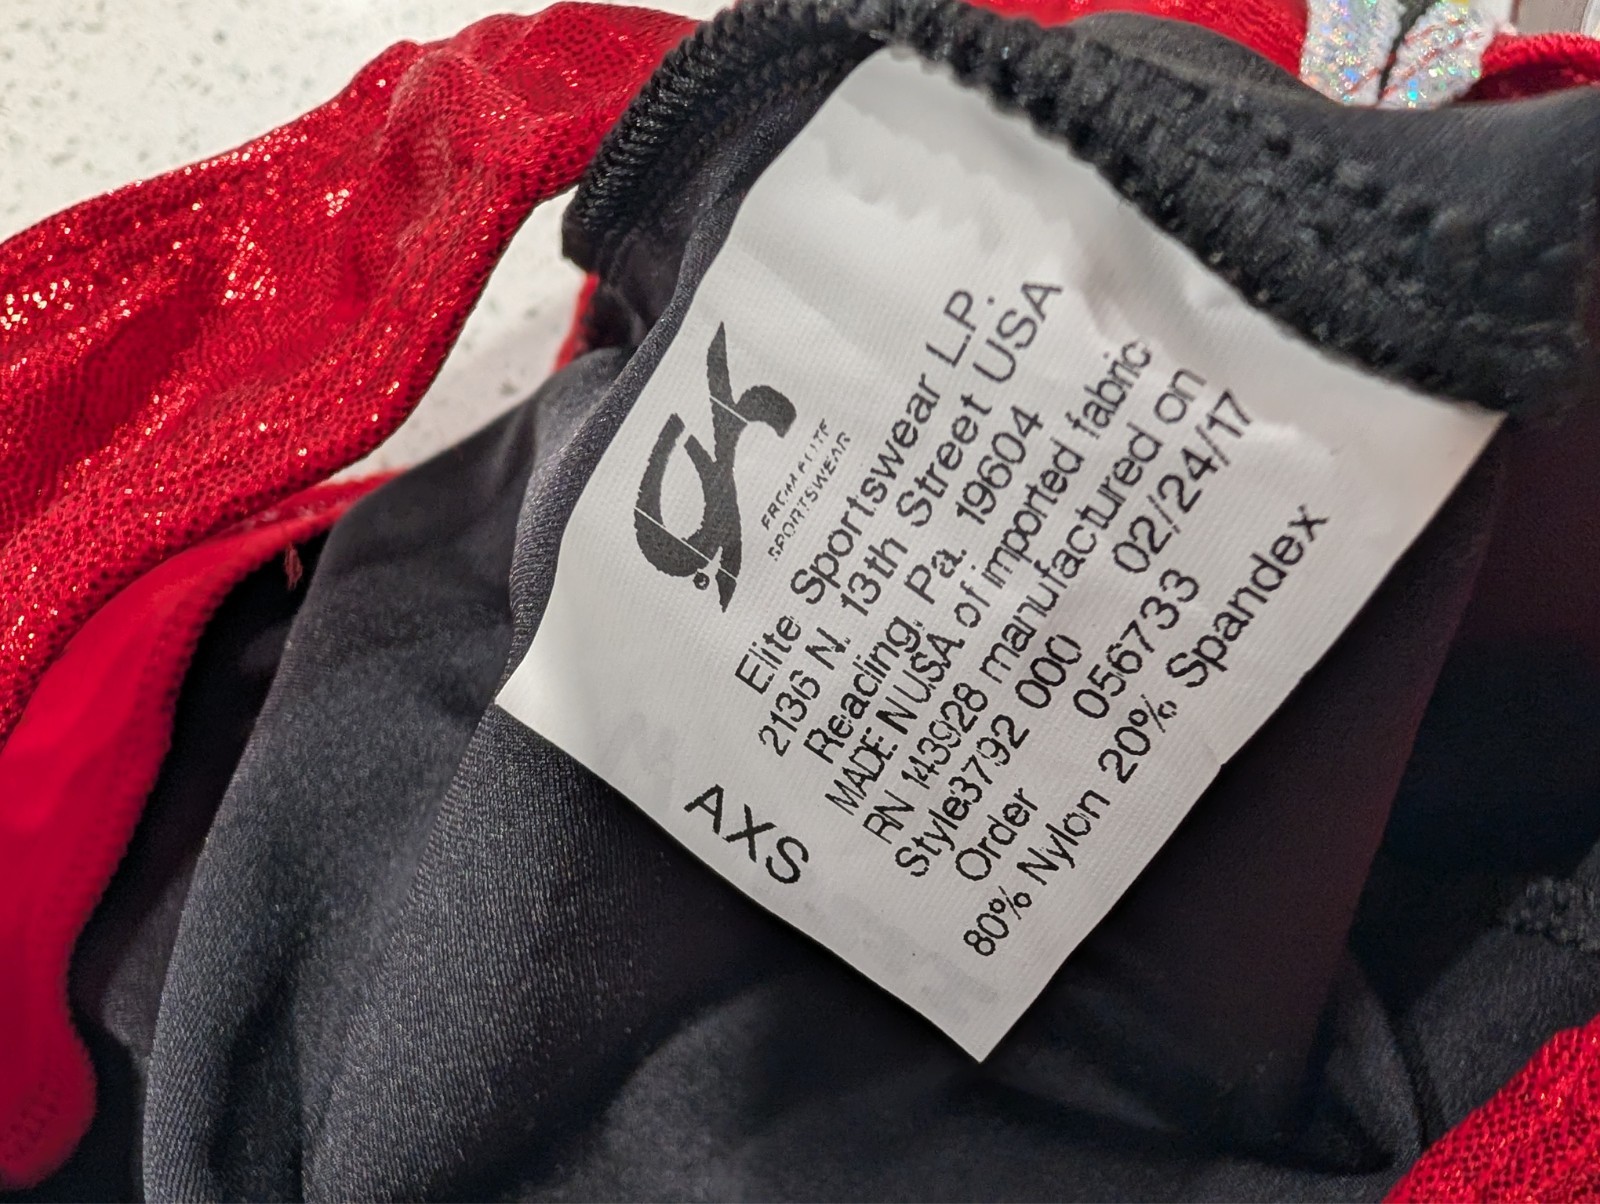 GK
FROM ELITE
SPORTSWEAR
Elite Sportswear L.P.
2136 N. 13th Street USA
Reading, Pa. 19604
MADE N USA of imported fabric
RN 143928 manufactured on
Style3792 000 02/24/17
Order 056733
80% Nylon 20% Spandex
AXS